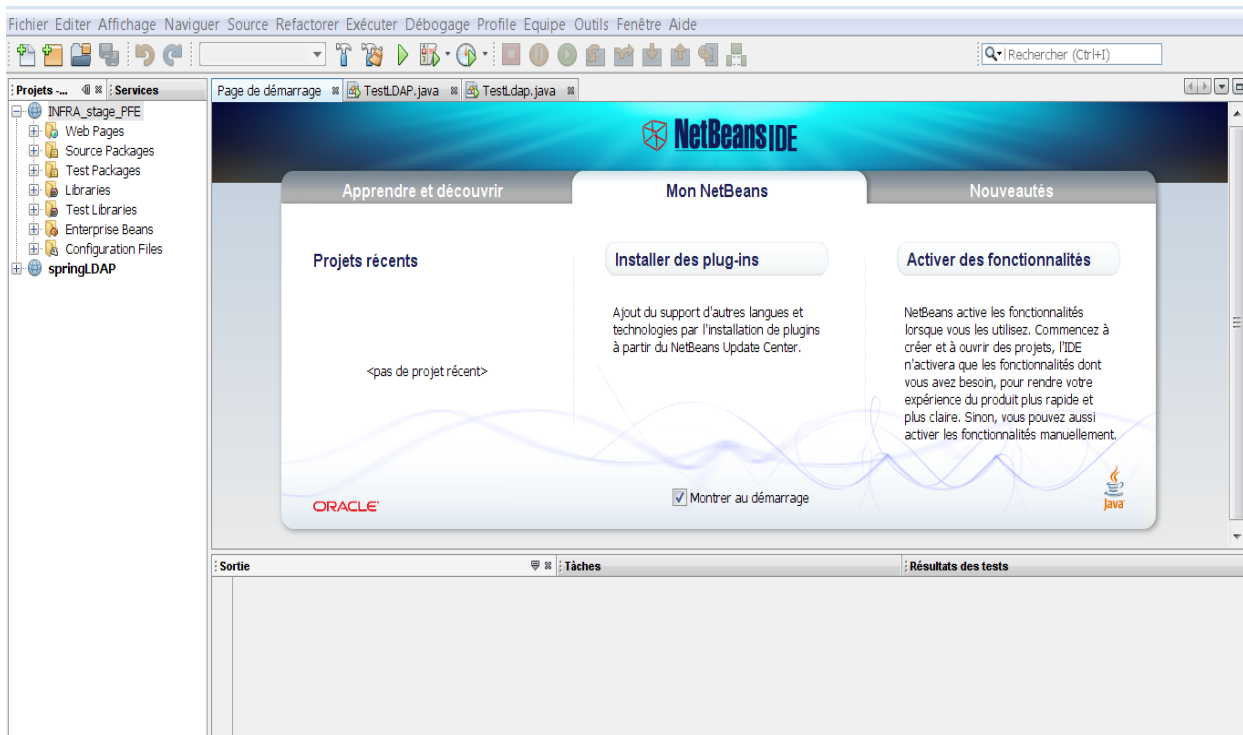 Fichier Editer Affichage Naviguer Source Refactorer Exécuter Débogage Profile Equipe Outils Fenêtre Aide
Rechercher (Ctrl+I)
Projets -... Services
INFRA_stage_PFE
Web Pages
Source Packages
Test Packages
Libraries
Test Libraries
Enterprise Beans
Configuration Files
springLDAP
Page de démarrage TestLDAP.java TestLdap.java
NetBeans IDE
Apprendre et découvrir Mon NetBeans Nouveautés
Projets récents
<pas de projet récent>
Installer des plug-ins
Ajout du support d'autres langues et
technologies par l'installation de plugins
à partir du NetBeans Update Center.
Activer des fonctionnalités
NetBeans active les fonctionnalités
lorsque vous les utilisez. Commencez à
créer et à ouvrir des projets, l'IDE
n'activera que les fonctionnalités dont
vous avez besoin, pour rendre votre
expérience du produit plus rapide et
plus claire. Sinon, vous pouvez aussi
activer les fonctionnalités manuellement.
ORACLE
Montrer au démarrage
Java
Sortie Tâches Résultats des tests